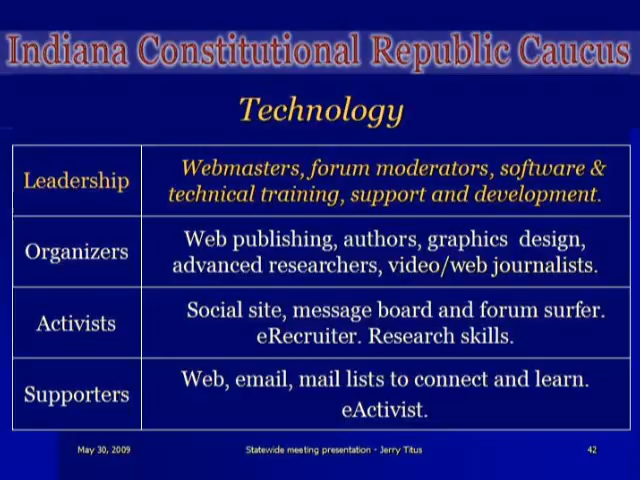 Indiana Constitutional Republic Caucus
Technology
Leadership
Webmasters, forum moderators, software &
technical training, support and development.
Organizers
Web publishing, authors, graphics design,
advanced researchers, video/web journalists.
Activists
Social site, message board and forum surfer.
eRecruiter. Research skills.
Supporters
Web, email, mail lists to connect and learn.
eActivist.
May 30, 2009
Statewide meeting presentation - Jerry Titus
42